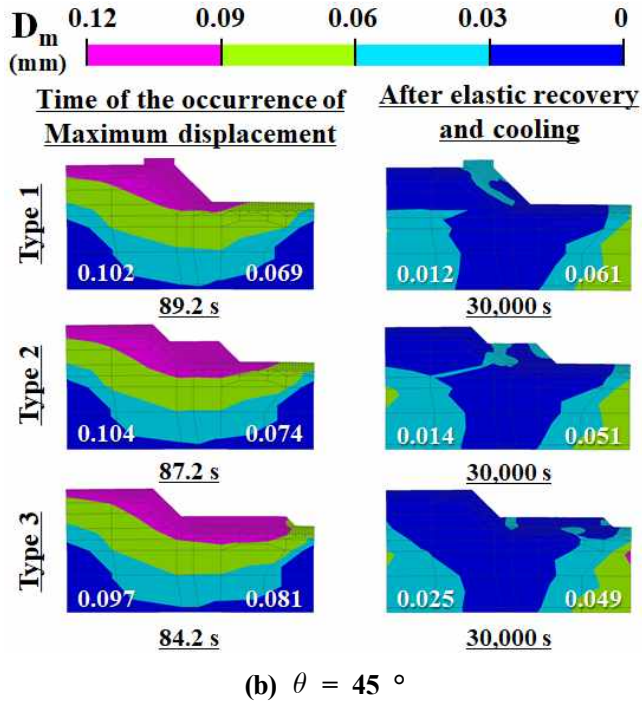 D_m
(mm)
0.12 0.09 0.06 0.03 0
Time of the occurrence of
Maximum displacement
After elastic recovery
and cooling
Type 1
0.102 0.069
89.2 s
0.012 0.061
30,000 s
Type 2
0.104 0.074
87.2 s
0.014 0.051
30,000 s
Type 3
0.097 0.081
84.2 s
0.025 0.049
30,000 s
(b) θ = 45 °